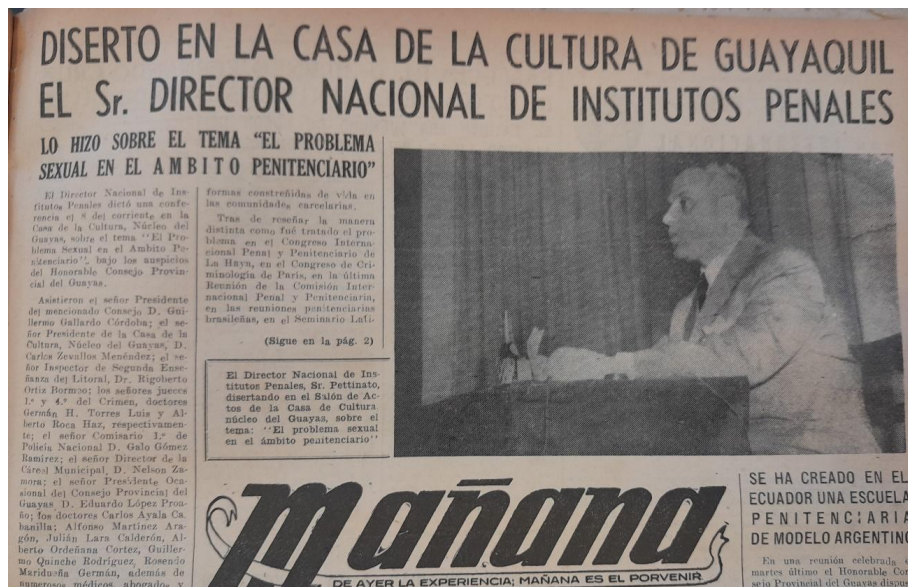 DISERTO EN LA CASA DE LA CULTURA DE GUAYAQUIL
EL Sr. DIRECTOR NACIONAL DE INSTITUTOS PENALES
LO HIZO SOBRE EL TEMA "EL PROBLEMA
SEXUAL EN EL AMBITO PENITENCIARIO"
El Director Nacional de Ins-
titutos Penales dictó una confe-
rencia el 8 del corriente en la
Casa de la Cultura, Núcleo del
Guayas, sobre el tema "El Pro-
blema Sexual en el Ambito Pe-
nitenciario", bajo los auspicios
del Honorable Consejo Provin-
cial del Guayas.
Asistieron el señor Presidente
del mencionado Consejo D. Gui-
llermo Gallardo Córdoba; el se-
ñor Presidente de la Casa de la
Cultura, Núcleo del Guayas, D.
Carlos Zevallos Menéndez; el se-
ñor Inspector de Segunda Ense-
ñanza del Litoral, Dr. Rigoberto
Ortiz Bormeo; los señores jueces
1.º y 4.º del Crimen, doctores
Germán H. Torres Luis y Al-
berto Roca Haz, respectivamen-
te; el señor Comisario 1.º de
Policía Nacional D. Galo Gómez
Ramirez; el señor Director de la
Cárcel Municipal, D. Nelson Za-
mora; el señor Presidente Oca-
sional del Consejo Provincial del
Guayas D. Eduardo López Proa-
ño; los doctores Carlos Ayala Ca-
banilla; Alfonso Martinez Ara-
gón, Julián Lara Calderón, Al-
berto Ordeñana Cortez, Guiller-
mo Quinche Rodriguez, Rosendo
Maridueña Germán, además de
numerosos médicos, abogados y
formas constreñidas de vida en
las comunidades carcelarias.
Tras de reseñar la manera
distinta como fué tratado el pro-
blema en el Congreso Interna-
cional Penal y Penitenciario de
La Haya, en el Congreso de Cri-
minología de París, en la última
Reunión de la Comisión Inter-
nacional Penal y Penitenciaria,
en las reuniones penitenciarias
brasileñas, en el Seminario Lati-
(Sigue en la pág. 2)
El Director Nacional de Ins-
titutos Penales, Sr. Pettinato,
disertando en el Salón de Ac-
tos de la Casa de Cultura
núcleo del Guayas, sobre el
tema: "El problema sexual
en el ámbito penitenciario"
Mañana
DE AYER LA EXPERIENCIA; MAÑANA ES EL PORVENIR
SE HA CREADO EN EL
ECUADOR UNA ESCUELA
PENITENCIARIA
DE MODELO ARGENTINO
En una reunión celebrada
martes último el Honorable Con-
sejo Provincial del Guayas